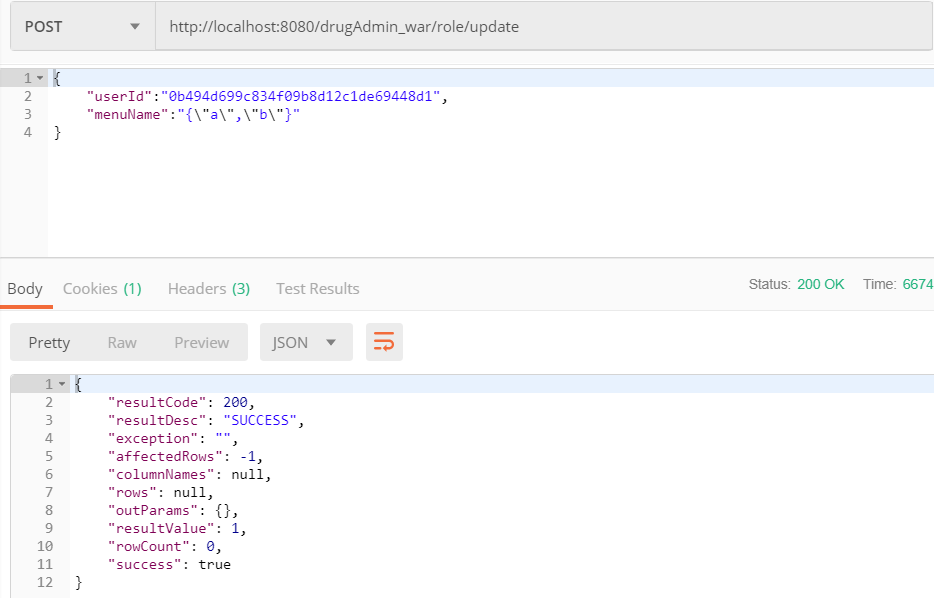 POST http://localhost:8080/drugAdmin_war/role/update
1 {
2 "userId":"0b494d699c834f09b8d12c1de69448d1",
3 "menuName":"{\"a\",\"b\"}"
4 }
Body Cookies (1) Headers (3) Test Results Status: 200 OK Time: 6674
Pretty Raw Preview JSON
1 {
2 "resultCode": 200,
3 "resultDesc": "SUCCESS",
4 "exception": "",
5 "affectedRows": -1,
6 "columnNames": null,
7 "rows": null,
8 "outParams": {},
9 "resultValue": 1,
10 "rowCount": 0,
11 "success": true
12 }